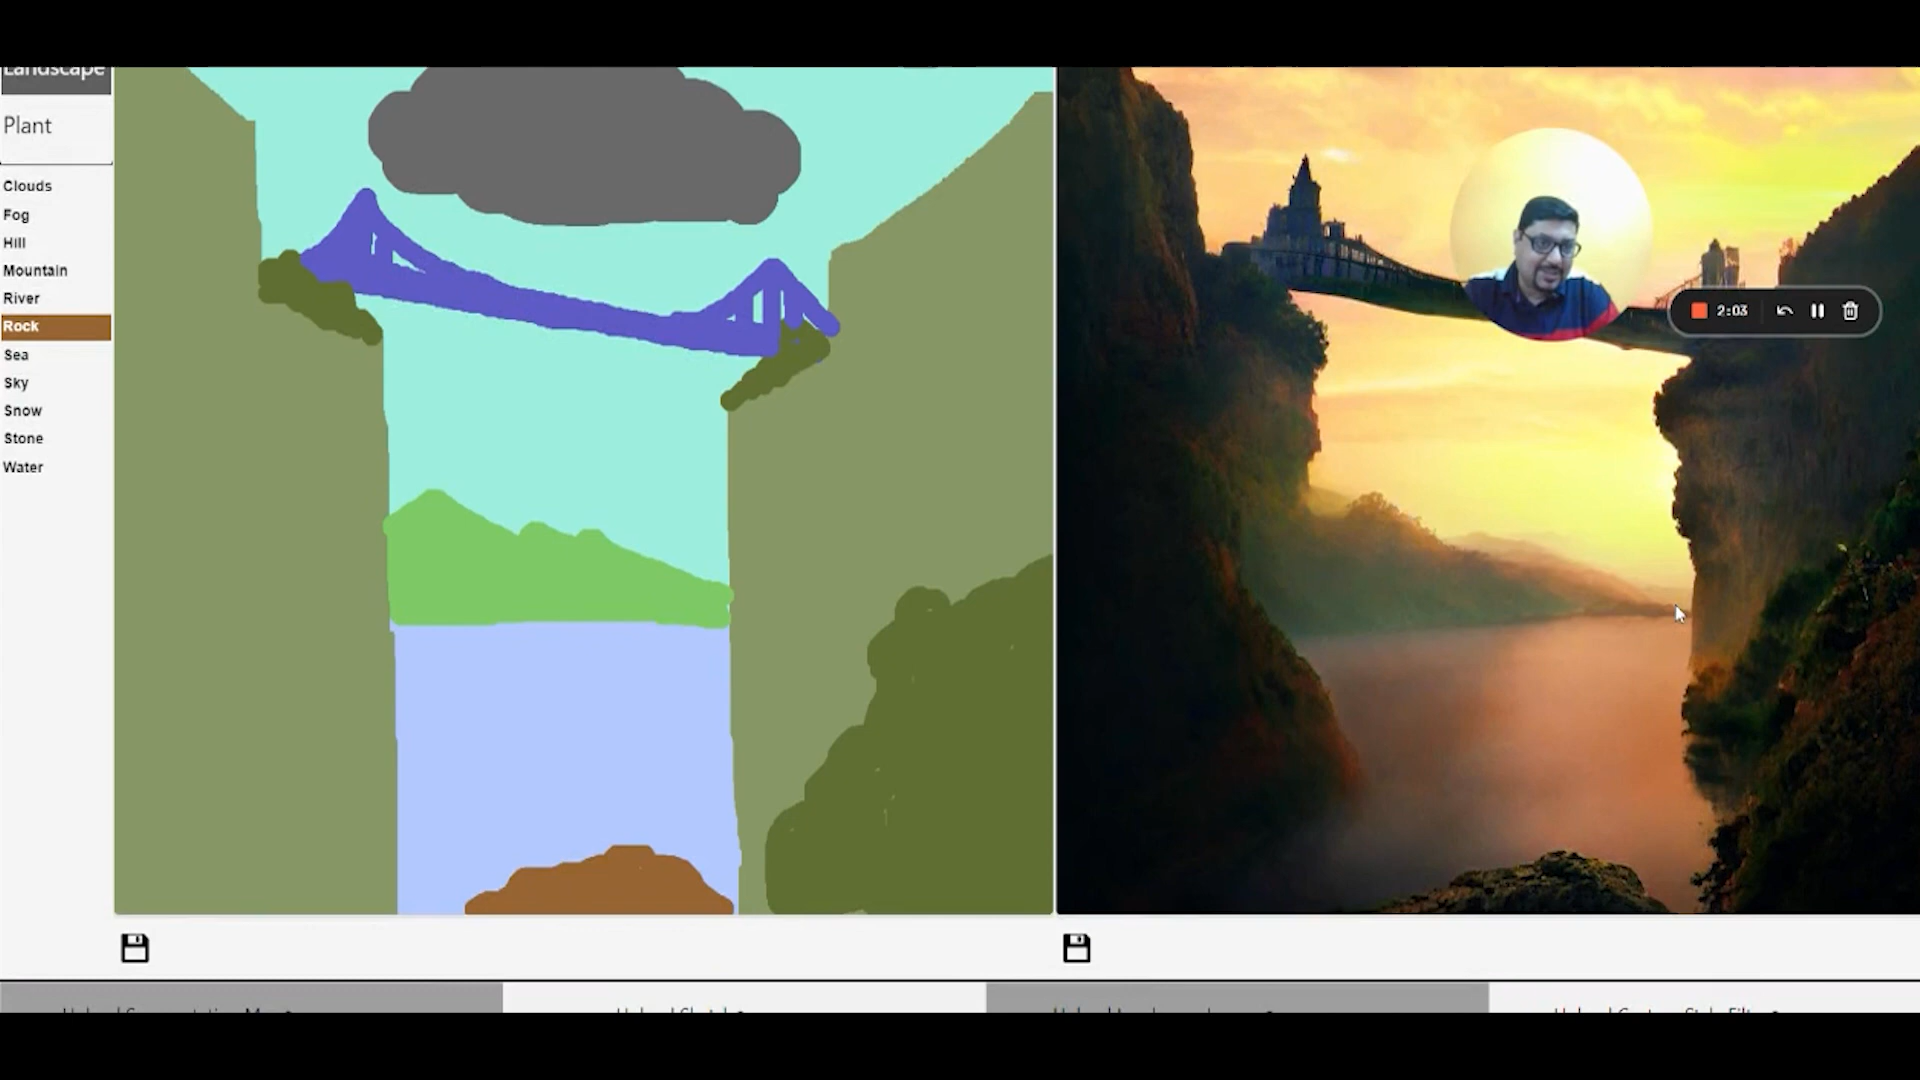 Landscape
Plant
Clouds
Fog
Hill
Mountain
River
Rock
Sea
Sky
Snow
Stone
Water
2:03